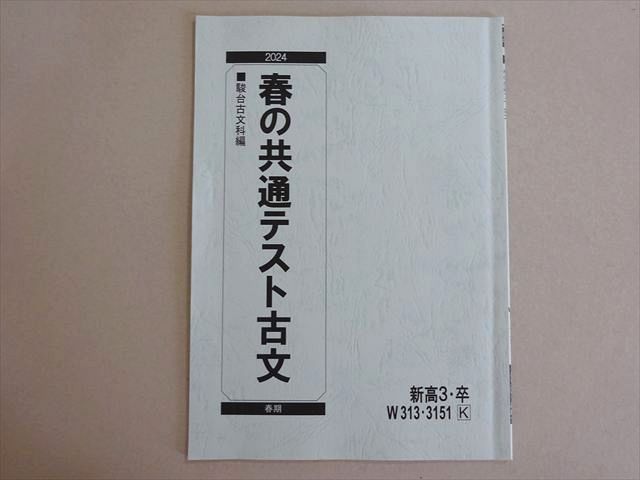 2024
春の共通テスト古文
■駿台古文科編
春期
新高3・卒
W313・3151 K